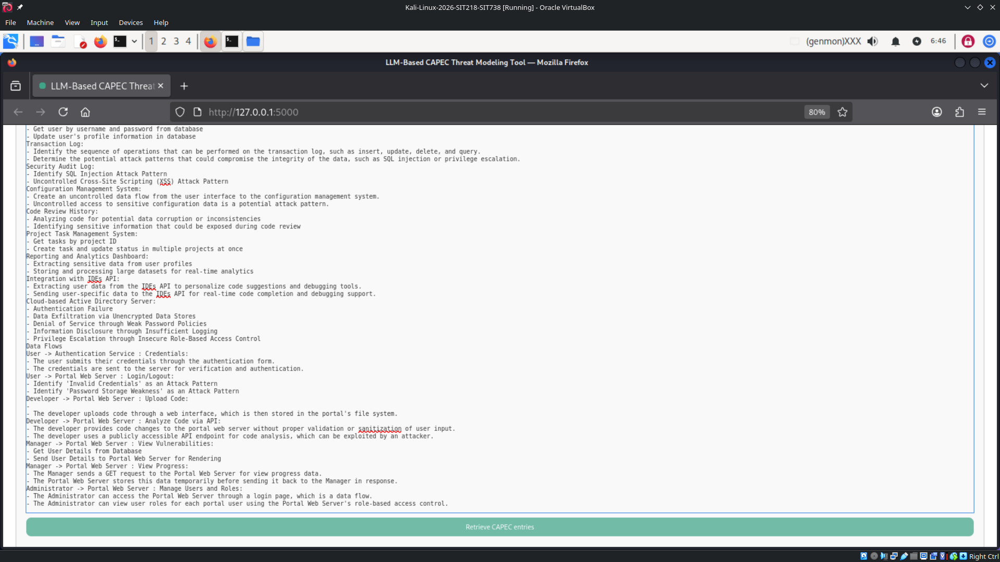 Kali-Linux-2026-SIT218-SIT738 [Running] - Oracle VirtualBox
File Machine View Input Devices Help
1 2 3 4
(genmon)XXX 6:46
LLM-Based CAPEC Threat Modeling Tool — Mozilla Firefox
LLM-Based CAPEC Threat
http://127.0.0.1:5000 80%
- Get user by username and password from database
- Update user's profile information in database
Transaction Log:
- Identify the sequence of operations that can be performed on the transaction log, such as insert, update, delete, and query.
- Determine the potential attack patterns that could compromise the integrity of the data, such as SQL injection or privilege escalation.
Security Audit Log:
- Identify SQL Injection Attack Pattern
- Uncontrolled Cross-Site Scripting (XSS) Attack Pattern
Configuration Management System:
- Create an uncontrolled data flow from the user interface to the configuration management system.
- Uncontrolled access to sensitive configuration data is a potential attack pattern.
Code Review History:
- Analyzing code for potential data corruption or inconsistencies
- Identifying sensitive information that could be exposed during code review
Project Task Management System:
- Get tasks by project ID
- Create task and update status in multiple projects at once
Reporting and Analytics Dashboard:
- Extracting sensitive data from user profiles
- Storing and processing large datasets for real-time analytics
Integration with IDEs API:
- Extracting user data from the IDEs API to personalize code suggestions and debugging tools.
- Sending user-specific data to the IDEs API for real-time code completion and debugging support.
Cloud-based Active Directory Server:
- Authentication Failure
- Data Exfiltration via Unencrypted Data Stores
- Denial of Service through Weak Password Policies
- Information Disclosure through Insufficient Logging
- Privilege Escalation through Insecure Role-Based Access Control
Data Flows
User -> Authentication Service : Credentials:
- The user submits their credentials through the authentication form.
- The credentials are sent to the server for verification and authentication.
User -> Portal Web Server : Login/Logout:
- Identify 'Invalid Credentials' as an Attack Pattern
- Identify 'Password Storage Weakness' as an Attack Pattern
Developer -> Portal Web Server : Upload Code:
-
- The developer uploads code through a web interface, which is then stored in the portal's file system.
Developer -> Portal Web Server : Analyze Code via API:
- The developer provides code changes to the portal web server without proper validation or sanitization of user input.
- The developer uses a publicly accessible API endpoint for code analysis, which can be exploited by an attacker.
Manager -> Portal Web Server : View Vulnerabilities:
- Get User Details from Database
- Send User Details to Portal Web Server for Rendering
Manager -> Portal Web Server : View Progress:
- The Manager sends a GET request to the Portal Web Server for view progress data.
- The Portal Web Server stores this data temporarily before sending it back to the Manager in response.
Administrator -> Portal Web Server : Manage Users and Roles:
- The Administrator can access the Portal Web Server through a login page, which is a data flow.
- The Administrator can view user roles for each portal user using the Portal Web Server's role-based access control.
Retrieve CAPEC entries
Right Ctrl